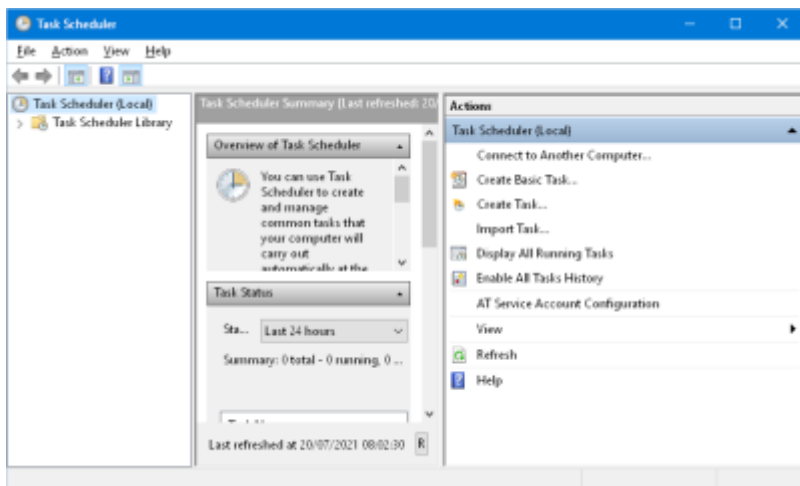 Task Scheduler
File Action View Help
Task Scheduler (Local)
Task Scheduler Library
Task Scheduler Summary (Last refreshed: 20/
Overview of Task Scheduler
You can use Task
Scheduler to create
and manage
common tasks that
your computer will
carry out
automatically at the
Task Status
Sta... Last 24 hours
Summary: 0 total - 0 running, 0 ...
Last refreshed at 20/07/2021 08:02:30 R
Actions
Task Scheduler (Local)
Connect to Another Computer...
Create Basic Task...
Create Task...
Import Task...
Display All Running Tasks
Enable All Tasks History
AT Service Account Configuration
View
Refresh
Help